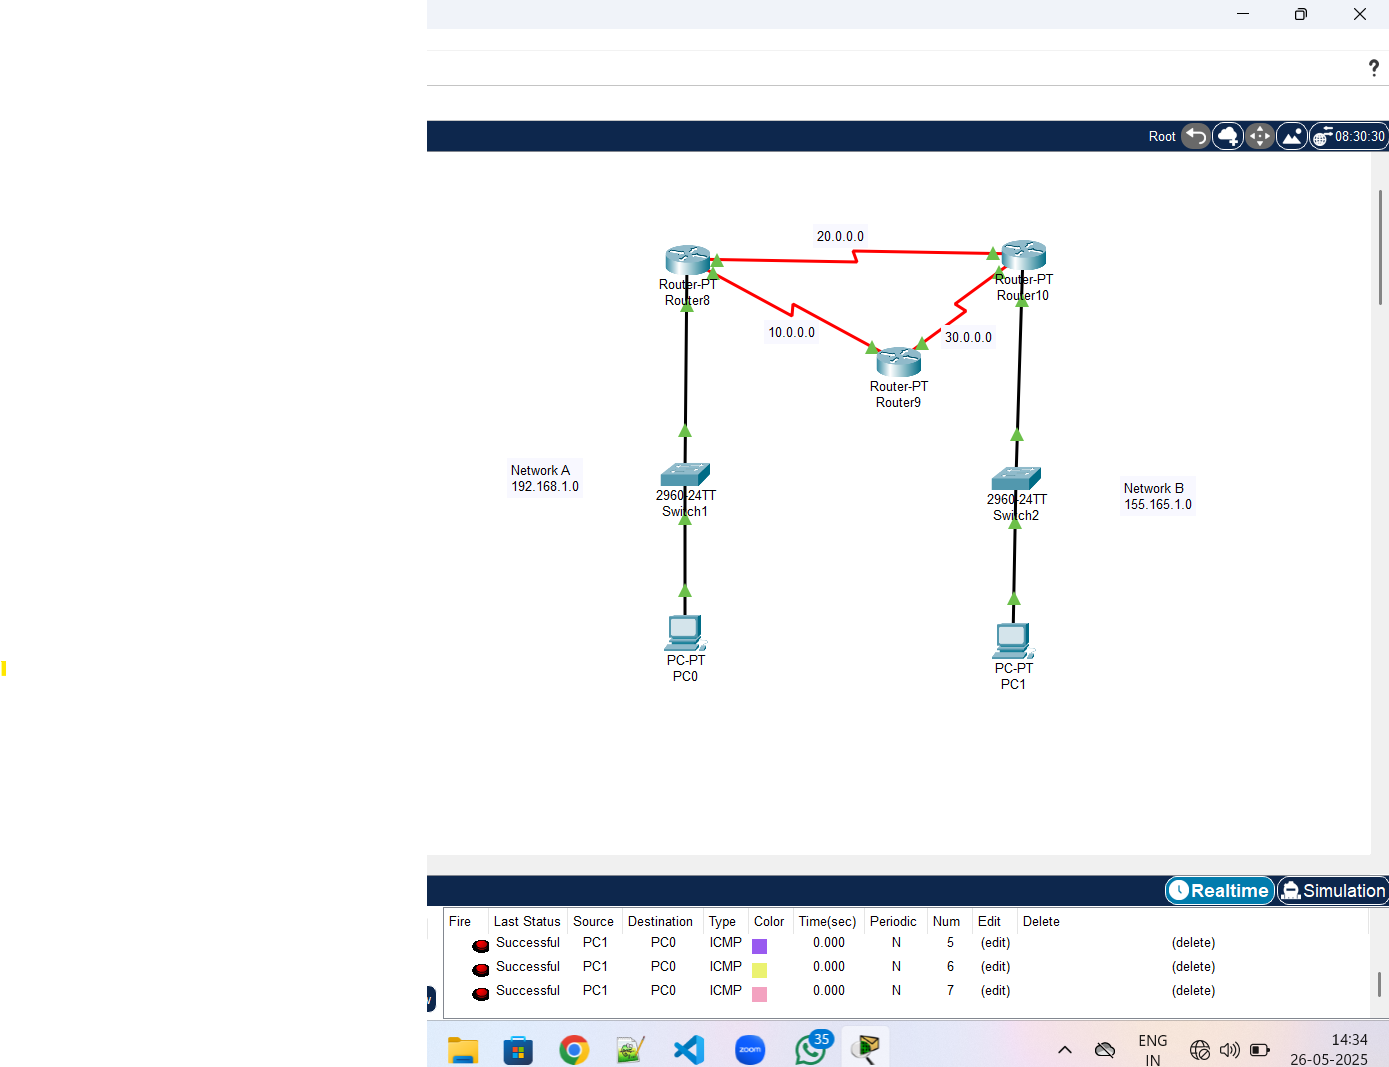 ?
Root 08:30:30
20.0.0.0
Router-PT
Router8
Router-PT
Router10
10.0.0.0
30.0.0.0
Router-PT
Router9
Network A
192.168.1.0
2960-24TT
Switch1
2960-24TT
Switch2
Network B
155.165.1.0
PC-PT
PC0
PC-PT
PC1
Realtime Simulation
Fire Last Status Source Destination Type Color Time(sec) Periodic Num Edit Delete
Successful PC1 PC0 ICMP 0.000 N 5 (edit) (delete)
Successful PC1 PC0 ICMP 0.000 N 6 (edit) (delete)
Successful PC1 PC0 ICMP 0.000 N 7 (edit) (delete)
zoom
35
ENG
IN
14:34
26-05-2025